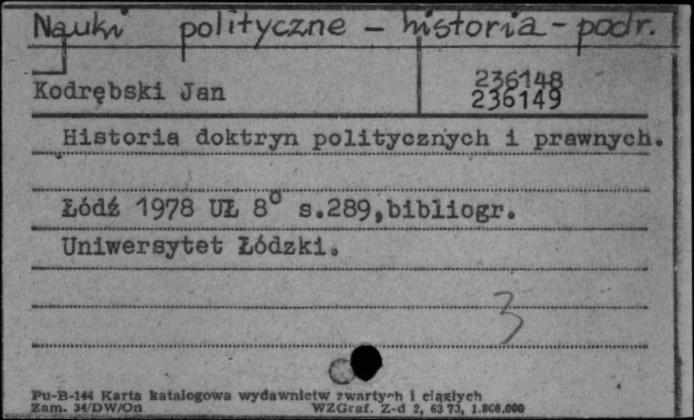 Nauki polityczne - historia - podr.
Kodrębski Jan
236148
236149
Historia doktryn politycznych i prawnych.
Łódź 1978 UŁ 8° s.289,bibliogr.
Uniwersytet Łódzki.
3
Pu-B-144 Karta katalogowa wydawnictw zwartych i ciągłych
Zam. 34/DW/On WZGraf. Z-d 2, 63 73, 1.808.000